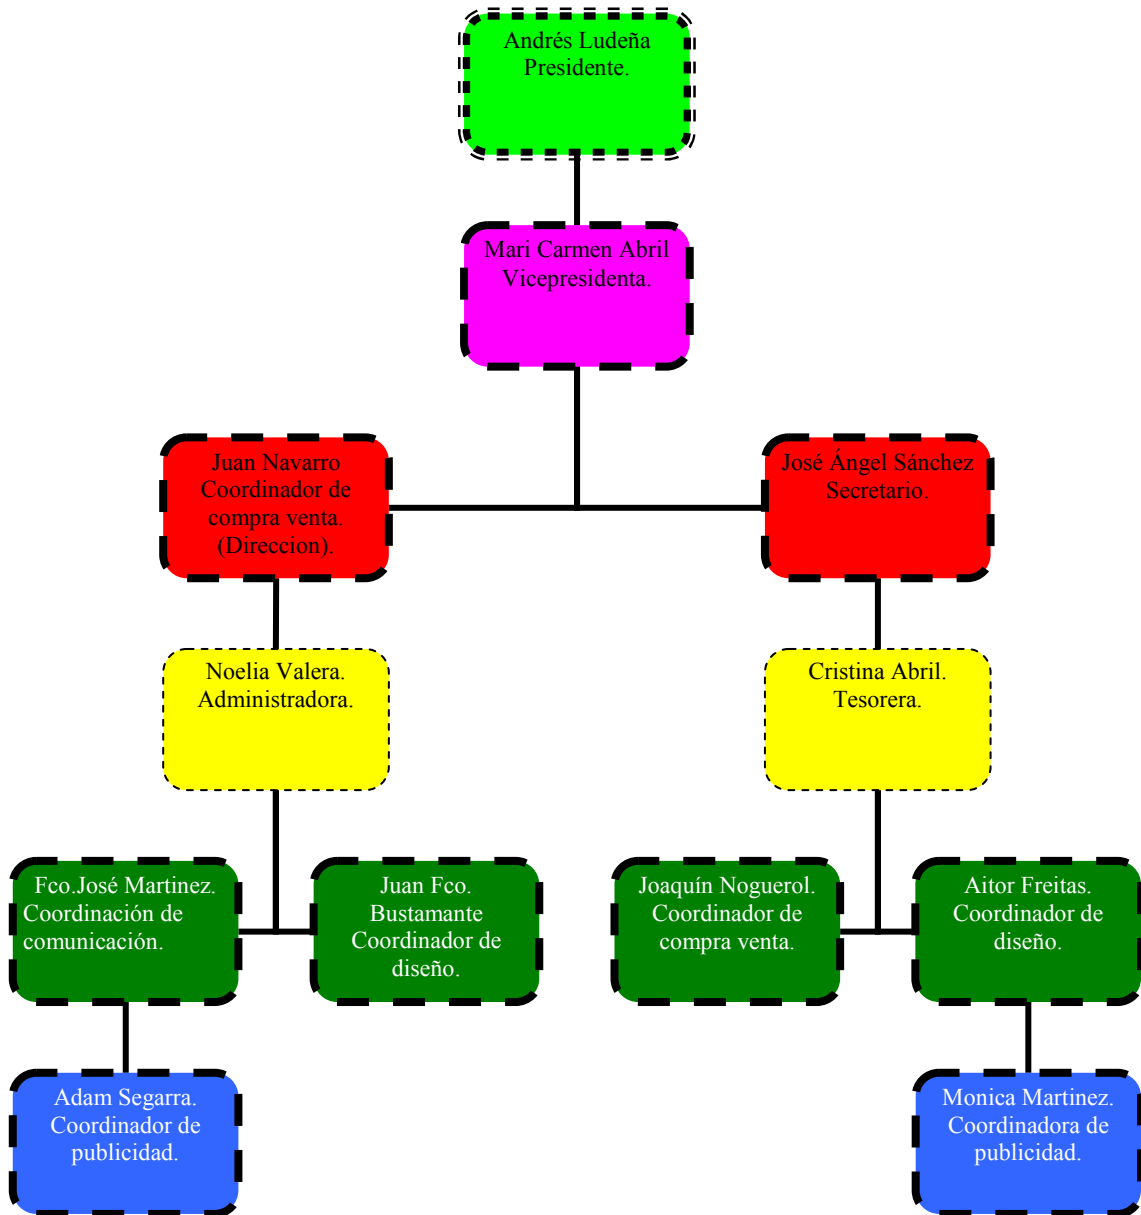 Andrés Ludeña
Presidente.
Mari Carmen Abril
Vicepresidenta.
Juan Navarro
Coordinador de
compra venta.
(Direccion).
José Ángel Sánchez
Secretario.
Noelia Valera.
Administradora.
Cristina Abril.
Tesorera.
Fco.José Martinez.
Coordinación de
comunicación.
Juan Fco.
Bustamante
Coordinador de
diseño.
Joaquín Noguerol.
Coordinador de
compra venta.
Aitor Freitas.
Coordinador de
diseño.
Adam Segarra.
Coordinador de
publicidad.
Monica Martinez.
Coordinadora de
publicidad.